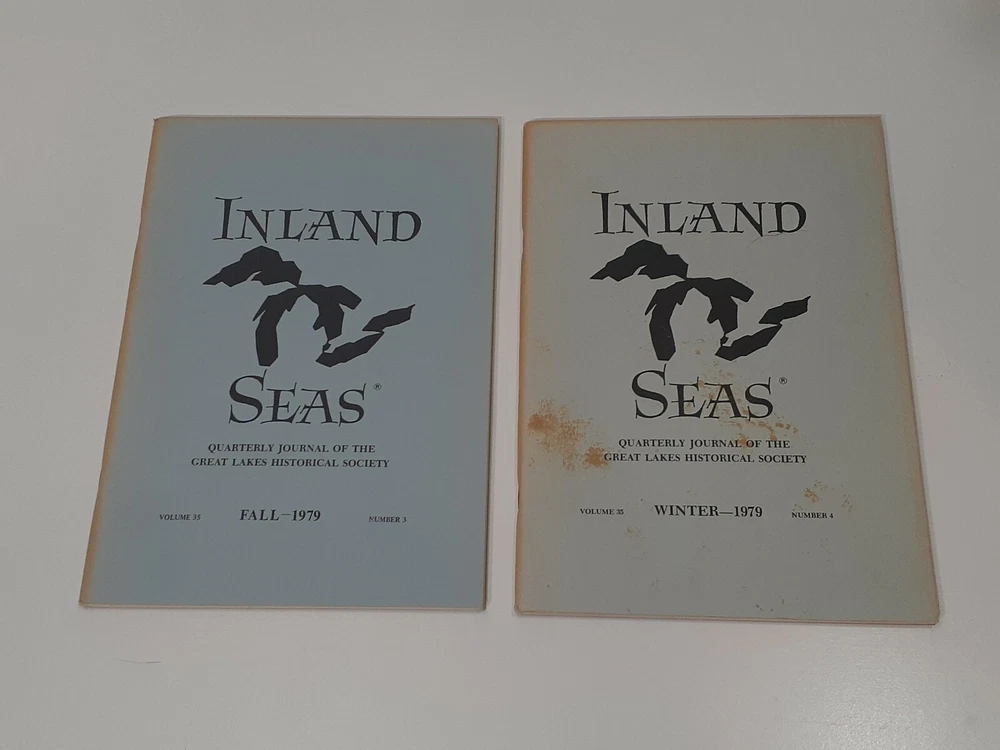 INLAND
SEAS®
QUARTERLY JOURNAL OF THE
GREAT LAKES HISTORICAL SOCIETY
VOLUME 35 FALL—1979 NUMBER 3
INLAND
SEAS®
QUARTERLY JOURNAL OF THE
GREAT LAKES HISTORICAL SOCIETY
VOLUME 35 WINTER—1979 NUMBER 4